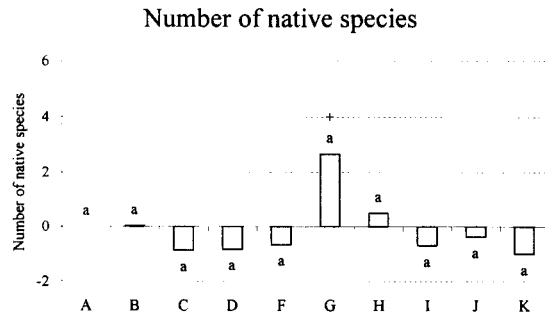 Number of native species
Number of native species
6
4
2
0
-2
+
a a a a a a a a a a
A B C D F G H I J K